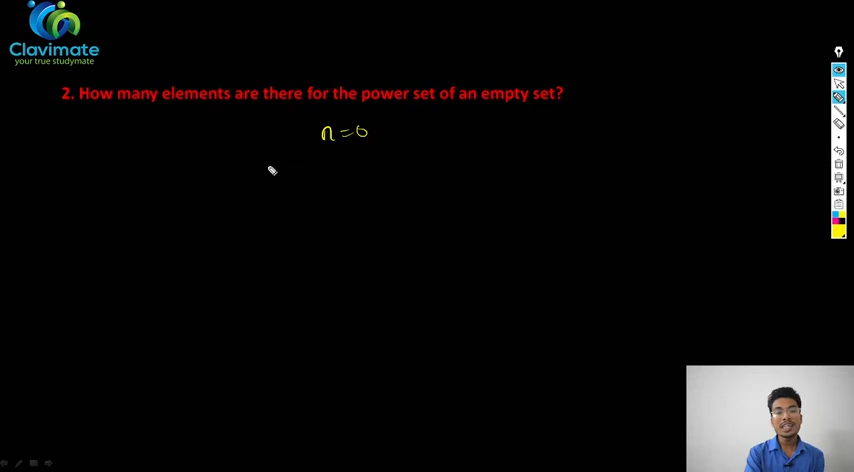 Clavimate
your true studymate
2. How many elements are there for the power set of an empty set?
n=0